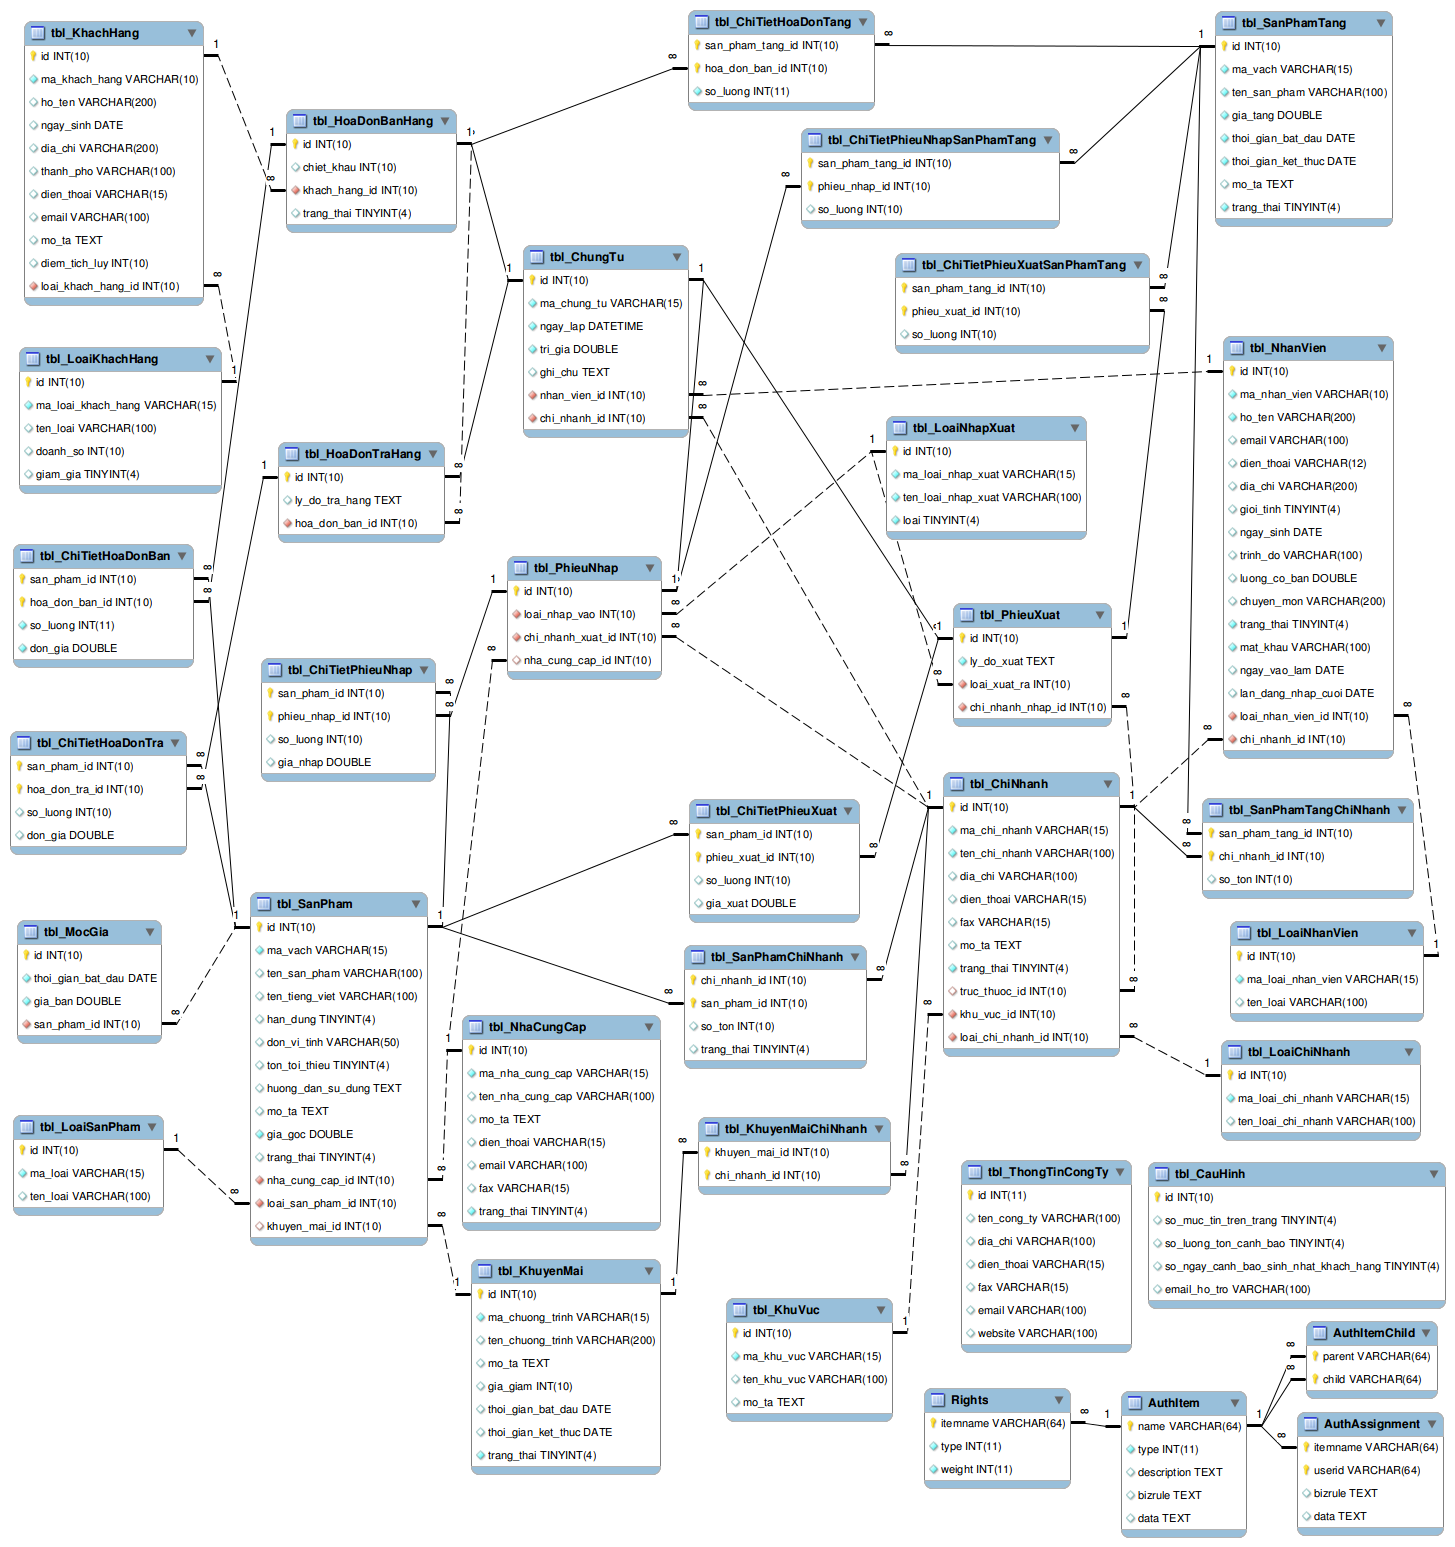 tbl_KhachHang
id INT(10)
ma_khach_hang VARCHAR(10)
ho_ten VARCHAR(200)
ngay_sinh DATE
dia_chi VARCHAR(200)
thanh_pho VARCHAR(100)
dien_thoai VARCHAR(15)
email VARCHAR(100)
mo_ta TEXT
diem_tich_luy INT(10)
loai_khach_hang_id INT(10)
tbl_LoaiKhachHang
id INT(10)
ma_loai_khach_hang VARCHAR(15)
ten_loai VARCHAR(100)
doanh_so INT(10)
giam_gia TINYINT(4)
tbl_ChiTietHoaDonBan
san_pham_id INT(10)
hoa_don_ban_id INT(10)
so_luong INT(11)
don_gia DOUBLE
tbl_ChiTietHoaDonTra
san_pham_id INT(10)
hoa_don_tra_id INT(10)
so_luong INT(10)
don_gia DOUBLE
tbl_MocGia
id INT(10)
thoi_gian_bat_dau DATE
gia_ban DOUBLE
san_pham_id INT(10)
tbl_LoaiSanPham
id INT(10)
ma_loai VARCHAR(15)
ten_loai VARCHAR(100)
tbl_HoaDonBanHang
id INT(10)
chiet_khau INT(10)
khach_hang_id INT(10)
trang_thai TINYINT(4)
tbl_HoaDonTraHang
id INT(10)
ly_do_tra_hang TEXT
hoa_don_ban_id INT(10)
tbl_ChiTietPhieuNhap
san_pham_id INT(10)
phieu_nhap_id INT(10)
so_luong INT(10)
gia_nhap DOUBLE
tbl_SanPham
id INT(10)
ma_vach VARCHAR(15)
ten_san_pham VARCHAR(100)
ten_tieng_viet VARCHAR(100)
han_dung TINYINT(4)
don_vi_tinh VARCHAR(50)
ton_toi_thieu TINYINT(4)
huong_dan_su_dung TEXT
mo_ta TEXT
gia_goc DOUBLE
trang_thai TINYINT(4)
nha_cung_cap_id INT(10)
loai_san_pham_id INT(10)
khuyen_mai_id INT(10)
tbl_ChungTu
id INT(10)
ma_chung_tu VARCHAR(15)
ngay_lap DATETIME
tri_gia DOUBLE
ghi_chu TEXT
nhan_vien_id INT(10)
chi_nhanh_id INT(10)
tbl_PhieuNhap
id INT(10)
loai_nhap_vao INT(10)
chi_nhanh_xuat_id INT(10)
nha_cung_cap_id INT(10)
tbl_NhaCungCap
id INT(10)
ma_nha_cung_cap VARCHAR(15)
ten_nha_cung_cap VARCHAR(100)
mo_ta TEXT
dien_thoai VARCHAR(15)
email VARCHAR(100)
fax VARCHAR(15)
trang_thai TINYINT(4)
tbl_KhuyenMai
id INT(10)
ma_chuong_trinh VARCHAR(15)
ten_chuong_trinh VARCHAR(200)
mo_ta TEXT
gia_giam INT(10)
thoi_gian_bat_dau DATE
thoi_gian_ket_thuc DATE
trang_thai TINYINT(4)
tbl_ChiTietHoaDonTang
san_pham_tang_id INT(10)
hoa_don_ban_id INT(10)
so_luong INT(11)
tbl_ChiTietPhieuNhapSanPhamTang
san_pham_tang_id INT(10)
phieu_nhap_id INT(10)
so_luong INT(10)
tbl_ChiTietPhieuXuatSanPhamTang
san_pham_tang_id INT(10)
phieu_xuat_id INT(10)
so_luong INT(10)
tbl_LoaiNhapXuat
id INT(10)
ma_loai_nhap_xuat VARCHAR(15)
ten_loai_nhap_xuat VARCHAR(100)
loai TINYINT(4)
tbl_PhieuXuat
id INT(10)
ly_do_xuat TEXT
loai_xuat_ra INT(10)
chi_nhanh_nhap_id INT(10)
tbl_ChiTietPhieuXuat
san_pham_id INT(10)
phieu_xuat_id INT(10)
so_luong INT(10)
gia_xuat DOUBLE
tbl_SanPhamChiNhanh
chi_nhanh_id INT(10)
san_pham_id INT(10)
so_ton INT(10)
trang_thai TINYINT(4)
tbl_KhuyenMaiChiNhanh
khuyen_mai_id INT(10)
chi_nhanh_id INT(10)
tbl_KhuVuc
id INT(10)
ma_khu_vuc VARCHAR(15)
ten_khu_vuc VARCHAR(100)
mo_ta TEXT
tbl_ChiNhanh
id INT(10)
ma_chi_nhanh VARCHAR(15)
ten_chi_nhanh VARCHAR(100)
dia_chi VARCHAR(100)
dien_thoai VARCHAR(15)
fax VARCHAR(15)
mo_ta TEXT
trang_thai TINYINT(4)
truc_thuoc_id INT(10)
khu_vuc_id INT(10)
loai_chi_nhanh_id INT(10)
tbl_SanPhamTang
id INT(10)
ma_vach VARCHAR(15)
ten_san_pham VARCHAR(100)
gia_tang DOUBLE
thoi_gian_bat_dau DATE
thoi_gian_ket_thuc DATE
mo_ta TEXT
trang_thai TINYINT(4)
tbl_NhanVien
id INT(10)
ma_nhan_vien VARCHAR(10)
ho_ten VARCHAR(200)
email VARCHAR(100)
dien_thoai VARCHAR(12)
dia_chi VARCHAR(200)
gioi_tinh TINYINT(4)
ngay_sinh DATE
trinh_do VARCHAR(100)
luong_co_ban DOUBLE
chuyen_mon VARCHAR(200)
trang_thai TINYINT(4)
mat_khau VARCHAR(100)
ngay_vao_lam DATE
lan_dang_nhap_cuoi DATE
loai_nhan_vien_id INT(10)
chi_nhanh_id INT(10)
tbl_SanPhamTangChiNhanh
san_pham_tang_id INT(10)
chi_nhanh_id INT(10)
so_ton INT(10)
tbl_LoaiNhanVien
id INT(10)
ma_loai_nhan_vien VARCHAR(15)
ten_loai VARCHAR(100)
tbl_LoaiChiNhanh
id INT(10)
ma_loai_chi_nhanh VARCHAR(15)
ten_loai_chi_nhanh VARCHAR(100)
tbl_ThongTinCongTy
id INT(11)
ten_cong_ty VARCHAR(100)
dia_chi VARCHAR(100)
dien_thoai VARCHAR(15)
fax VARCHAR(15)
email VARCHAR(100)
website VARCHAR(100)
tbl_CauHinh
id INT(10)
so_muc_tin_tren_trang TINYINT(4)
so_luong_ton_canh_bao TINYINT(4)
so_ngay_canh_bao_sinh_nhat_khach_hang TINYINT(4)
email_ho_tro VARCHAR(100)
Rights
itemname VARCHAR(64)
type INT(11)
weight INT(11)
AuthItem
name VARCHAR(64)
type INT(11)
description TEXT
bizrule TEXT
data TEXT
AuthItemChild
parent VARCHAR(64)
child VARCHAR(64)
AuthAssignment
itemname VARCHAR(64)
userid VARCHAR(64)
bizrule TEXT
data TEXT